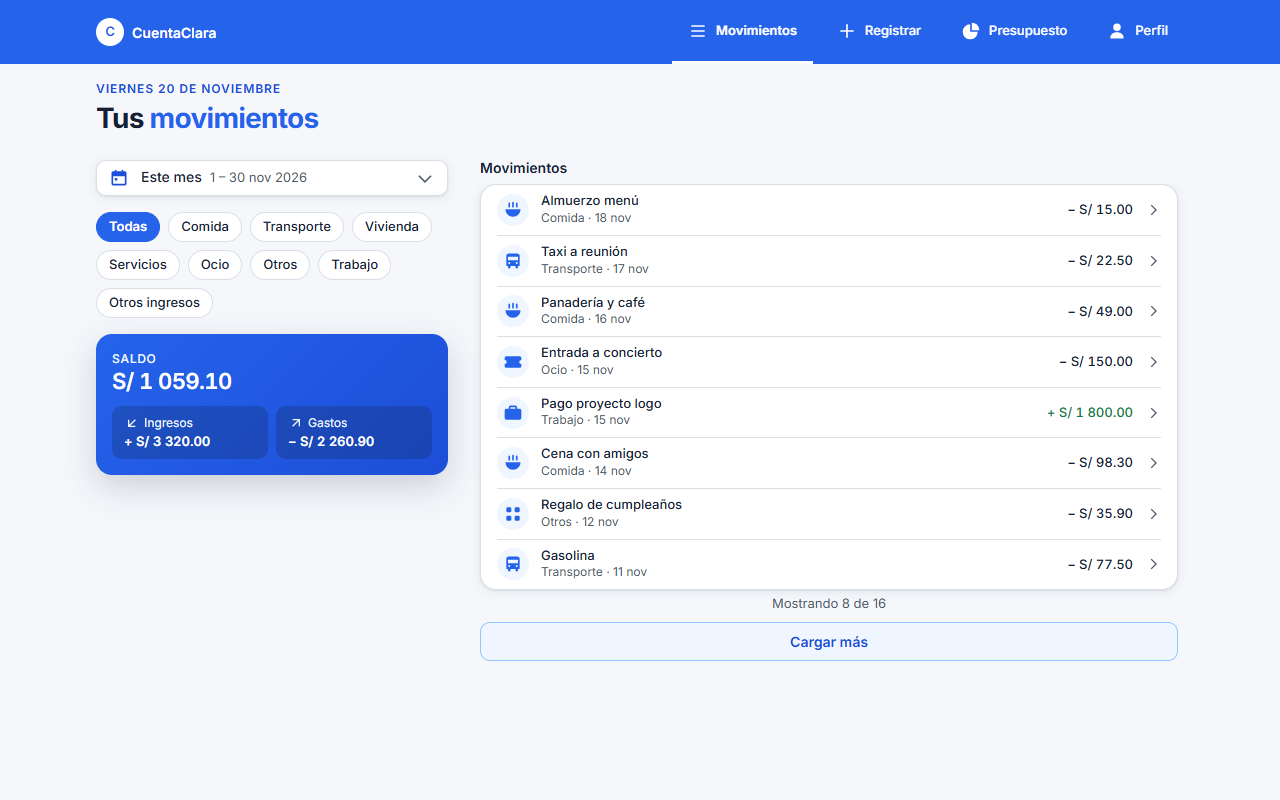 C CuentaClara
Movimientos
Registrar
Presupuesto
Perfil
VIERNES 20 DE NOVIEMBRE
Tus movimientos
Este mes 1 – 30 nov 2026
Todas
Comida
Transporte
Vivienda
Servicios
Ocio
Otros
Trabajo
Otros ingresos
SALDO
S/ 1 059.10
Ingresos
+ S/ 3 320.00
Gastos
– S/ 2 260.90
Movimientos
Almuerzo menú
Comida · 18 nov
– S/ 15.00
Taxi a reunión
Transporte · 17 nov
– S/ 22.50
Panadería y café
Comida · 16 nov
– S/ 49.00
Entrada a concierto
Ocio · 15 nov
– S/ 150.00
Pago proyecto logo
Trabajo · 15 nov
+ S/ 1 800.00
Cena con amigos
Comida · 14 nov
– S/ 98.30
Regalo de cumpleaños
Otros · 12 nov
– S/ 35.90
Gasolina
Transporte · 11 nov
– S/ 77.50
Mostrando 8 de 16
Cargar más